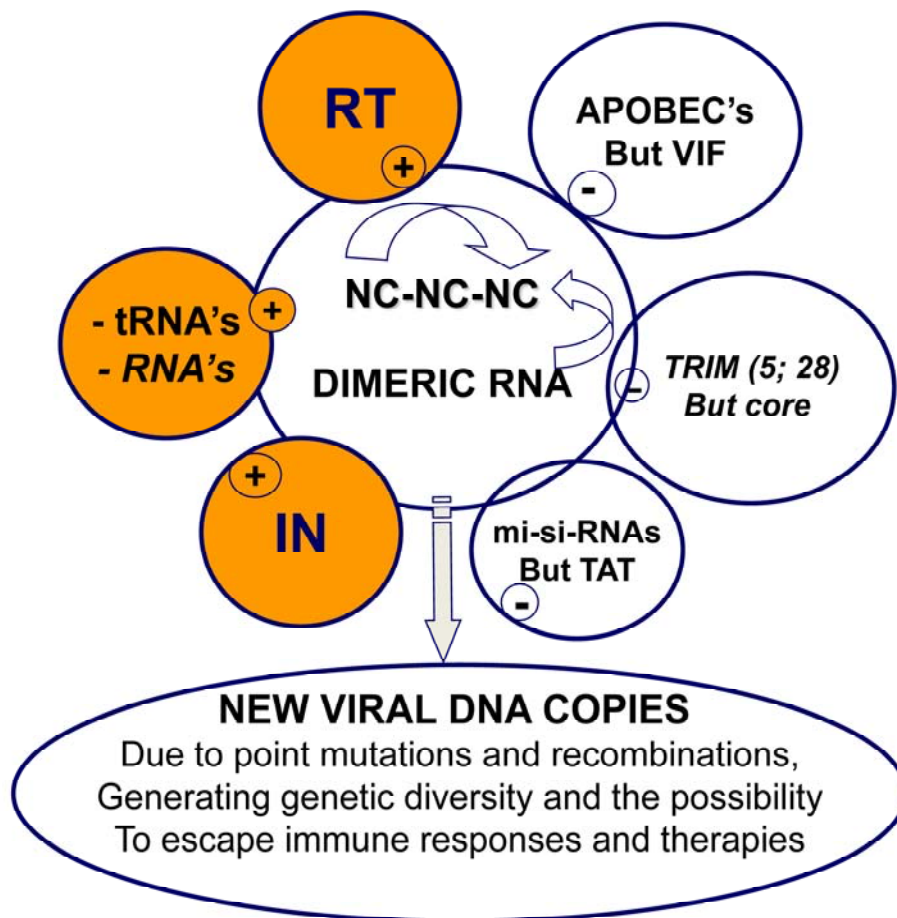 RT
+
APOBEC's
But VIF
-
NC-NC-NC
DIMERIC RNA
- tRNA's
- RNA's
+
TRIM (5; 28)
But core
-
IN
+
mi-si-RNAs
But TAT
-
NEW VIRAL DNA COPIES
Due to point mutations and recombinations,
Generating genetic diversity and the possibility
To escape immune responses and therapies